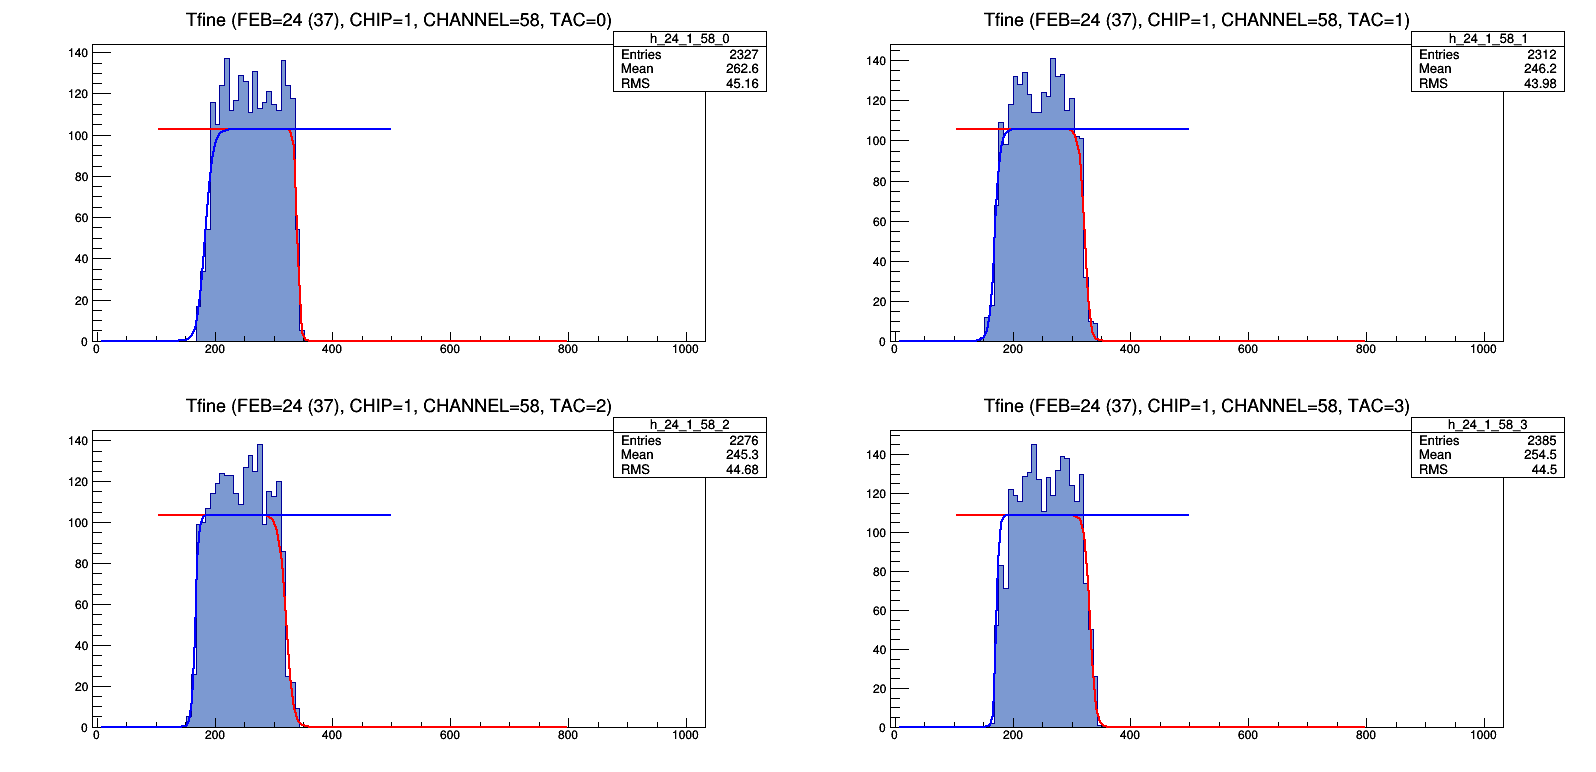 Tfine (FEB=24 (37), CHIP=1, CHANNEL=58, TAC=0)
h_24_1_58_0
Entries 2327
Mean 262.6
RMS 45.16
140
120
100
80
60
40
20
0
0 200 400 600 800 1000
Tfine (FEB=24 (37), CHIP=1, CHANNEL=58, TAC=1)
h_24_1_58_1
Entries 2312
Mean 246.2
RMS 43.98
140
120
100
80
60
40
20
0
0 200 400 600 800 1000
Tfine (FEB=24 (37), CHIP=1, CHANNEL=58, TAC=2)
h_24_1_58_2
Entries 2276
Mean 245.3
RMS 44.68
140
120
100
80
60
40
20
0
0 200 400 600 800 1000
Tfine (FEB=24 (37), CHIP=1, CHANNEL=58, TAC=3)
h_24_1_58_3
Entries 2385
Mean 254.5
RMS 44.5
140
120
100
80
60
40
20
0
0 200 400 600 800 1000